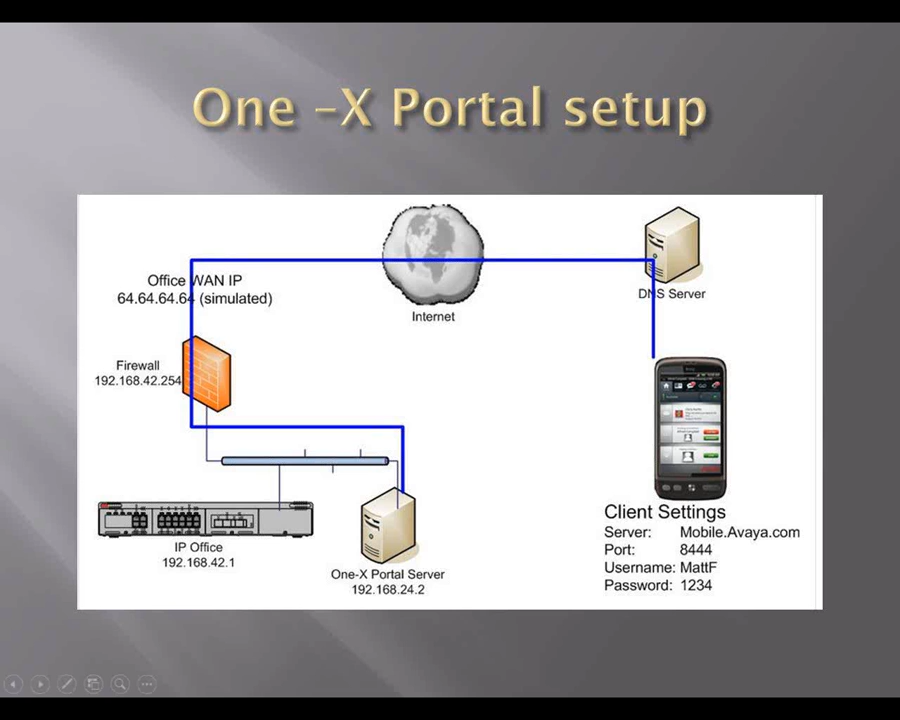 One –X Portal setup
Office WAN IP
64.64.64.64 (simulated)
Internet
DNS Server
Firewall
192.168.42.254
IP Office
192.168.42.1
One-X Portal Server
192.168.24.2
Client Settings
Server: Mobile.Avaya.com
Port: 8444
Username: MattF
Password: 1234